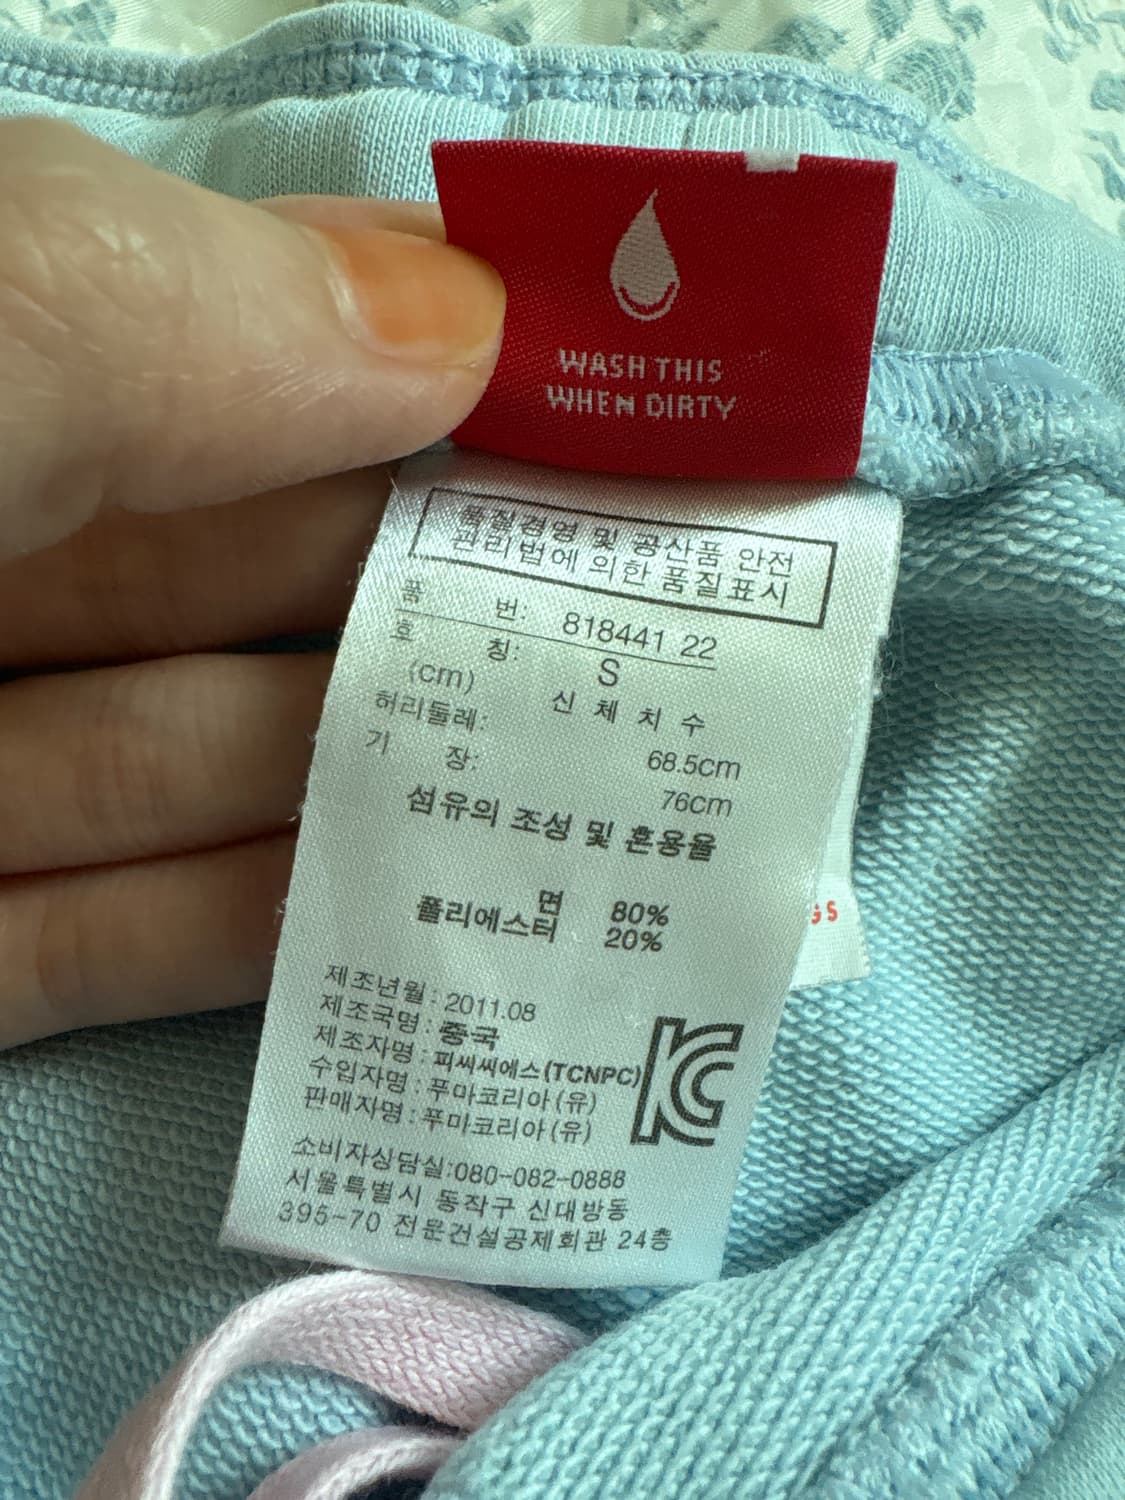 WASH THIS
WHEN DIRTY
품질경영 및 공산품 안전
관리법에 의한 품질표시
품 번: 818441 22
호 칭: S
(cm) 신 체 치 수
허리둘레: 68.5cm
기 장: 76cm
섬유의 조성 및 혼용율
면 80%
폴리에스터 20%
제조년월 : 2011.08
제조국명 : 중국
제조자명 : 피씨씨에스(TCNPC)
수입자명 : 푸마코리아(유)
판매자명 : 푸마코리아(유)
KC
소비자상담실:080-082-0888
서울특별시 동작구 신대방동
395-70 전문건설공제회관 24층
GS